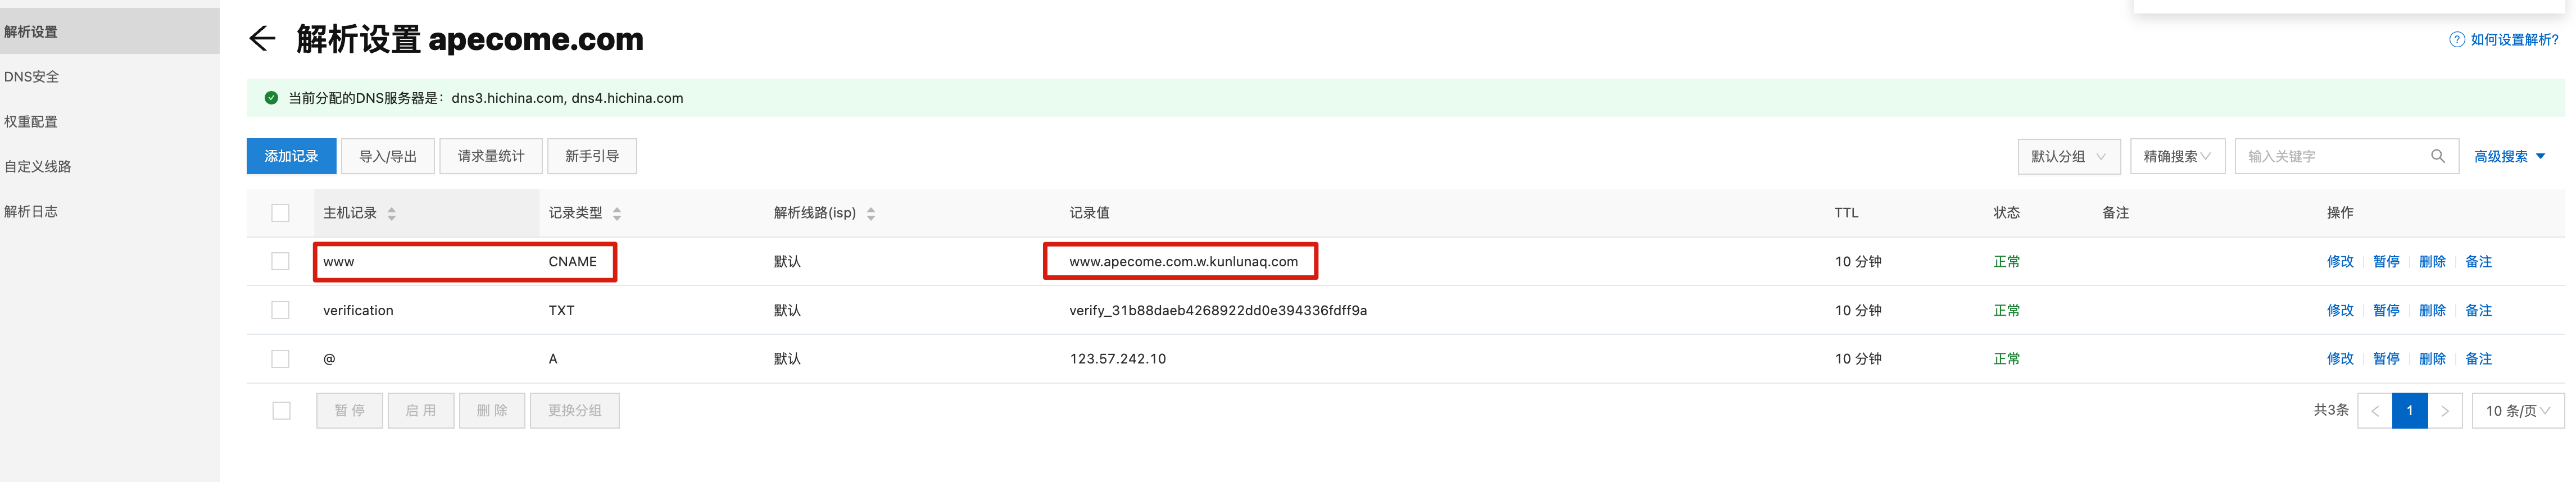 解析设置
DNS安全
权重配置
自定义线路
解析日志
解析设置 apecome.com
如何设置解析?
当前分配的DNS服务器是：dns3.hichina.com, dns4.hichina.com
添加记录 导入/导出 请求量统计 新手引导 默认分组 精确搜索 输入关键字 高级搜索
主机记录 记录类型 解析线路(isp) 记录值 TTL 状态 备注 操作
www CNAME 默认 www.apecome.com.w.kunlunaq.com 10 分钟 正常 修改 暂停 删除 备注
verification TXT 默认 verify_31b88daeb4268922dd0e394336fdff9a 10 分钟 正常 修改 暂停 删除 备注
@ A 默认 123.57.242.10 10 分钟 正常 修改 暂停 删除 备注
暂停 启用 删除 更换分组 共3条 < 1 > 10 条/页